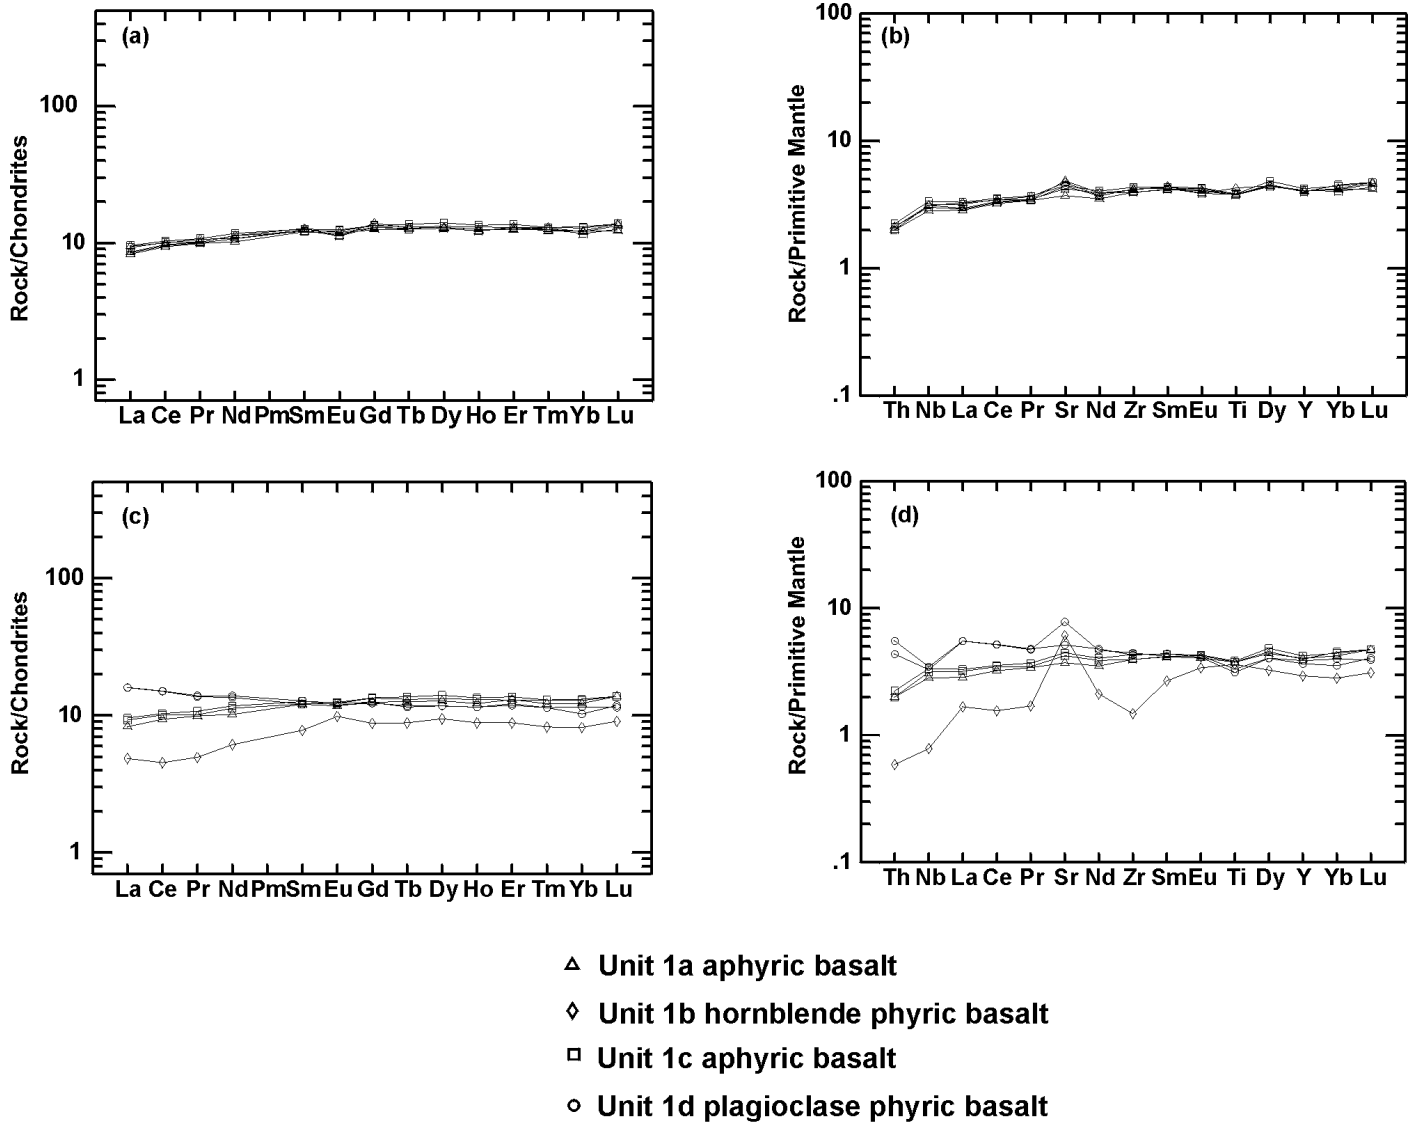 (a)
Rock/Chondrites
100
10
1
La Ce Pr Nd Pm Sm Eu Gd Tb Dy Ho Er Tm Yb Lu
(b)
Rock/Primitive Mantle
100
10
1
.1
Th Nb La Ce Pr Sr Nd Zr Sm Eu Ti Dy Y Yb Lu
(c)
Rock/Chondrites
100
10
1
La Ce Pr Nd Pm Sm Eu Gd Tb Dy Ho Er Tm Yb Lu
(d)
Rock/Primitive Mantle
100
10
1
.1
Th Nb La Ce Pr Sr Nd Zr Sm Eu Ti Dy Y Yb Lu
Unit 1a aphyric basalt
Unit 1b hornblende phyric basalt
Unit 1c aphyric basalt
Unit 1d plagioclase phyric basalt